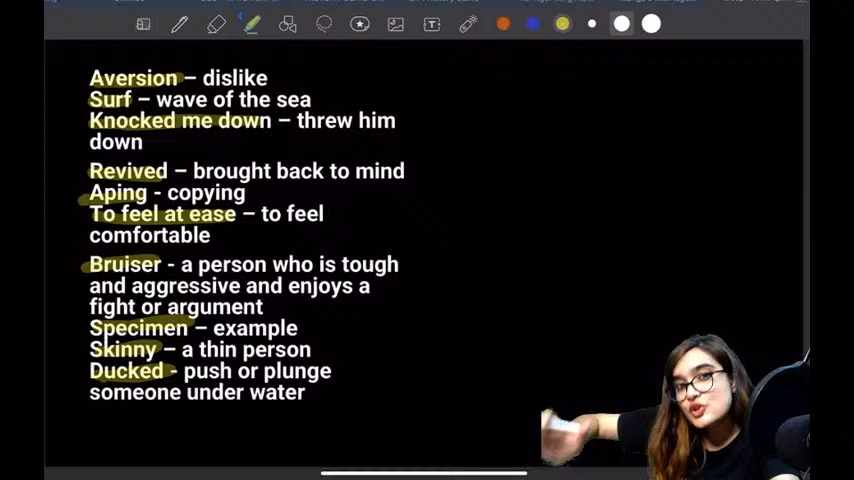 Aversion – dislike
Surf – wave of the sea
Knocked me down – threw him
down
Revived – brought back to mind
Aping - copying
To feel at ease – to feel
comfortable
Bruiser - a person who is tough
and aggressive and enjoys a
fight or argument
Specimen – example
Skinny – a thin person
Ducked - push or plunge
someone under water